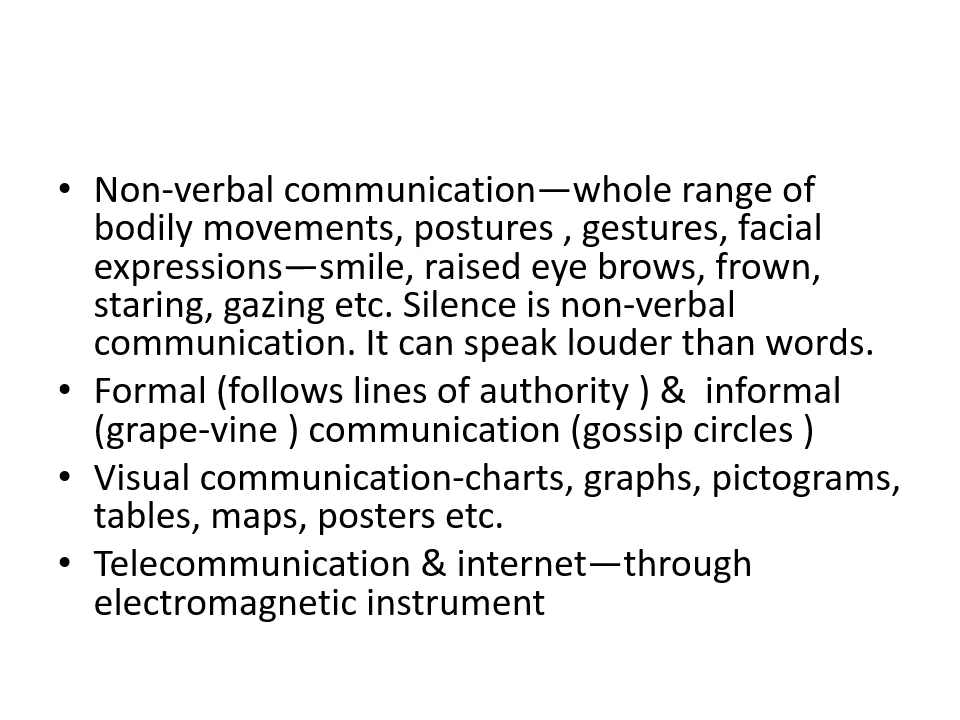 • Non-verbal communication—whole range of
bodily movements, postures , gestures, facial
expressions—smile, raised eye brows, frown,
staring, gazing etc. Silence is non-verbal
communication. It can speak louder than words.
• Formal (follows lines of authority ) &  informal
(grape-vine ) communication (gossip circles )
• Visual communication-charts, graphs, pictograms,
tables, maps, posters etc.
• Telecommunication & internet—through
electromagnetic instrument